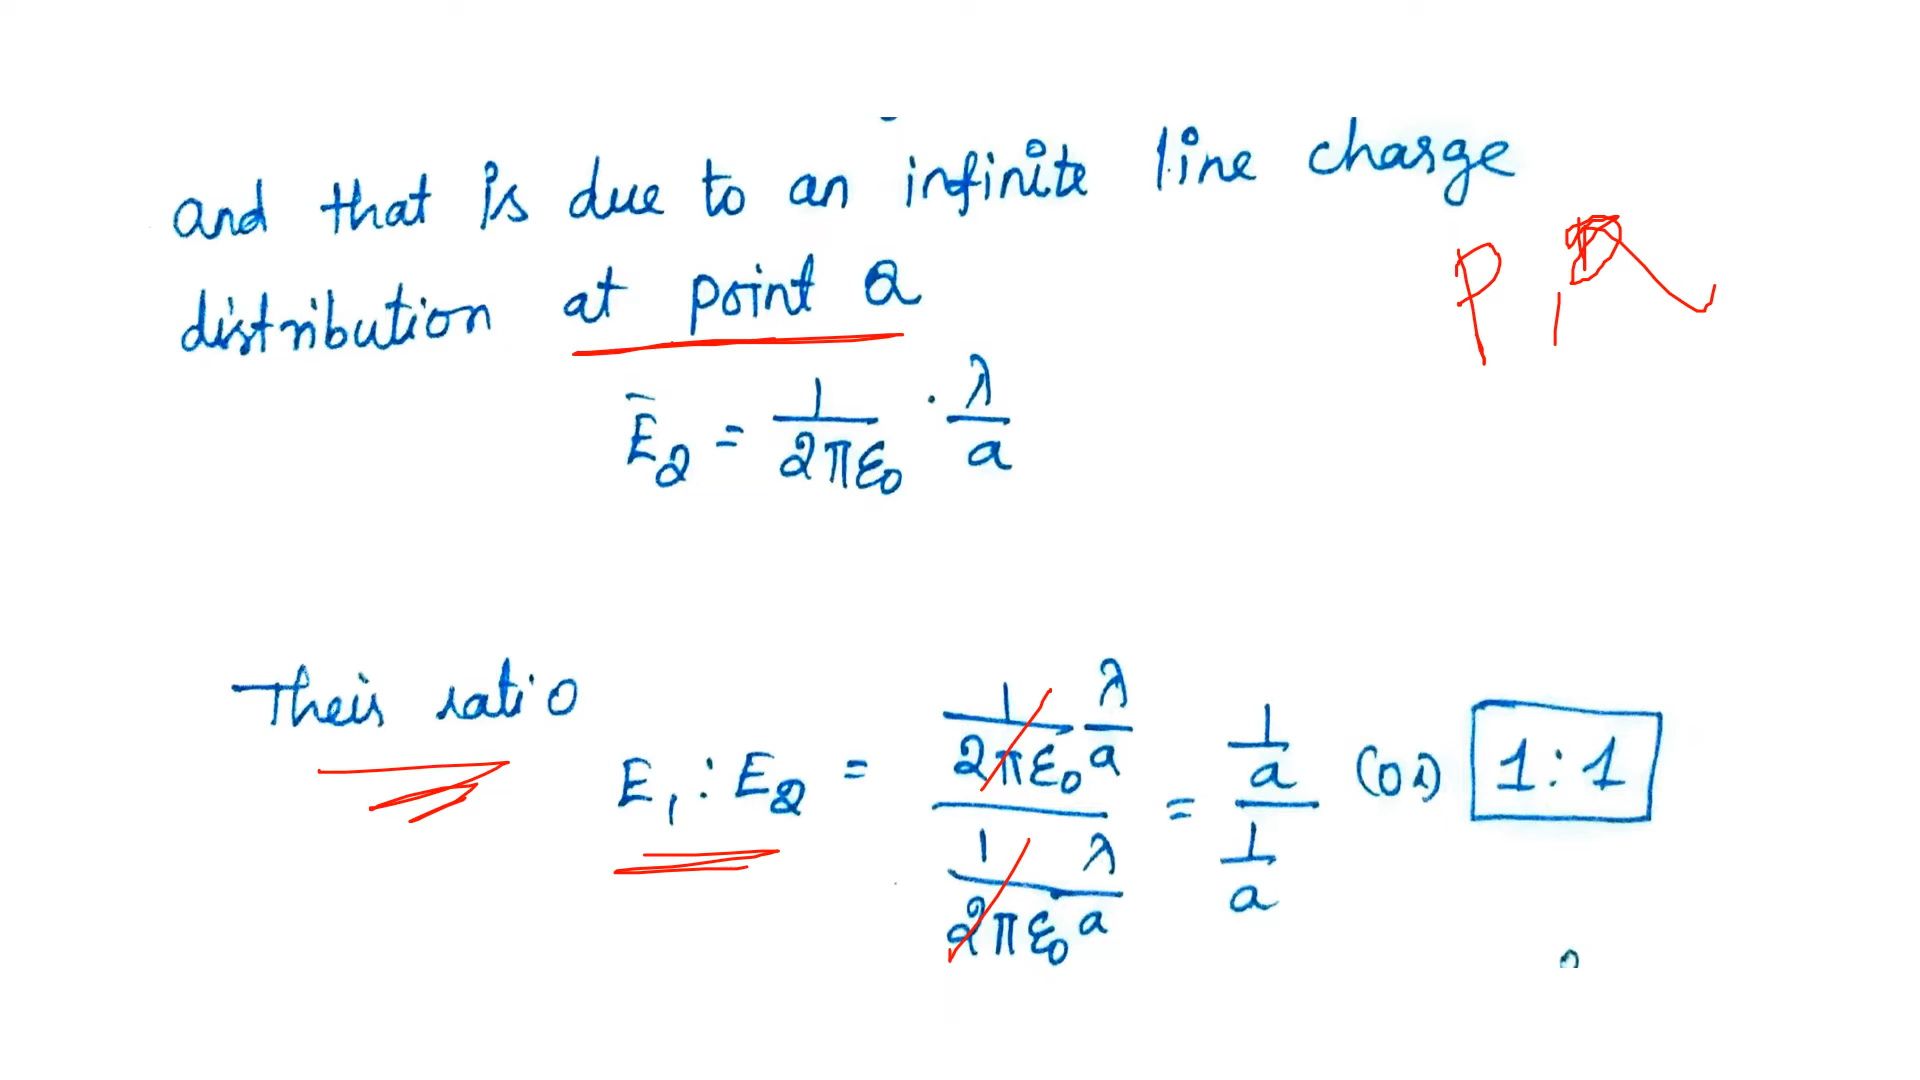 and that is due to an infinite line charge
P,
distribution at point Q
Ē₂ = 1/2πε₀ · λ/a
Their ratio
E₁ : E₂ = (1/2πε₀ λ/a)/(1/2πε₀ λ/a) = (1/a)/(1/a) (or) 1 : 1